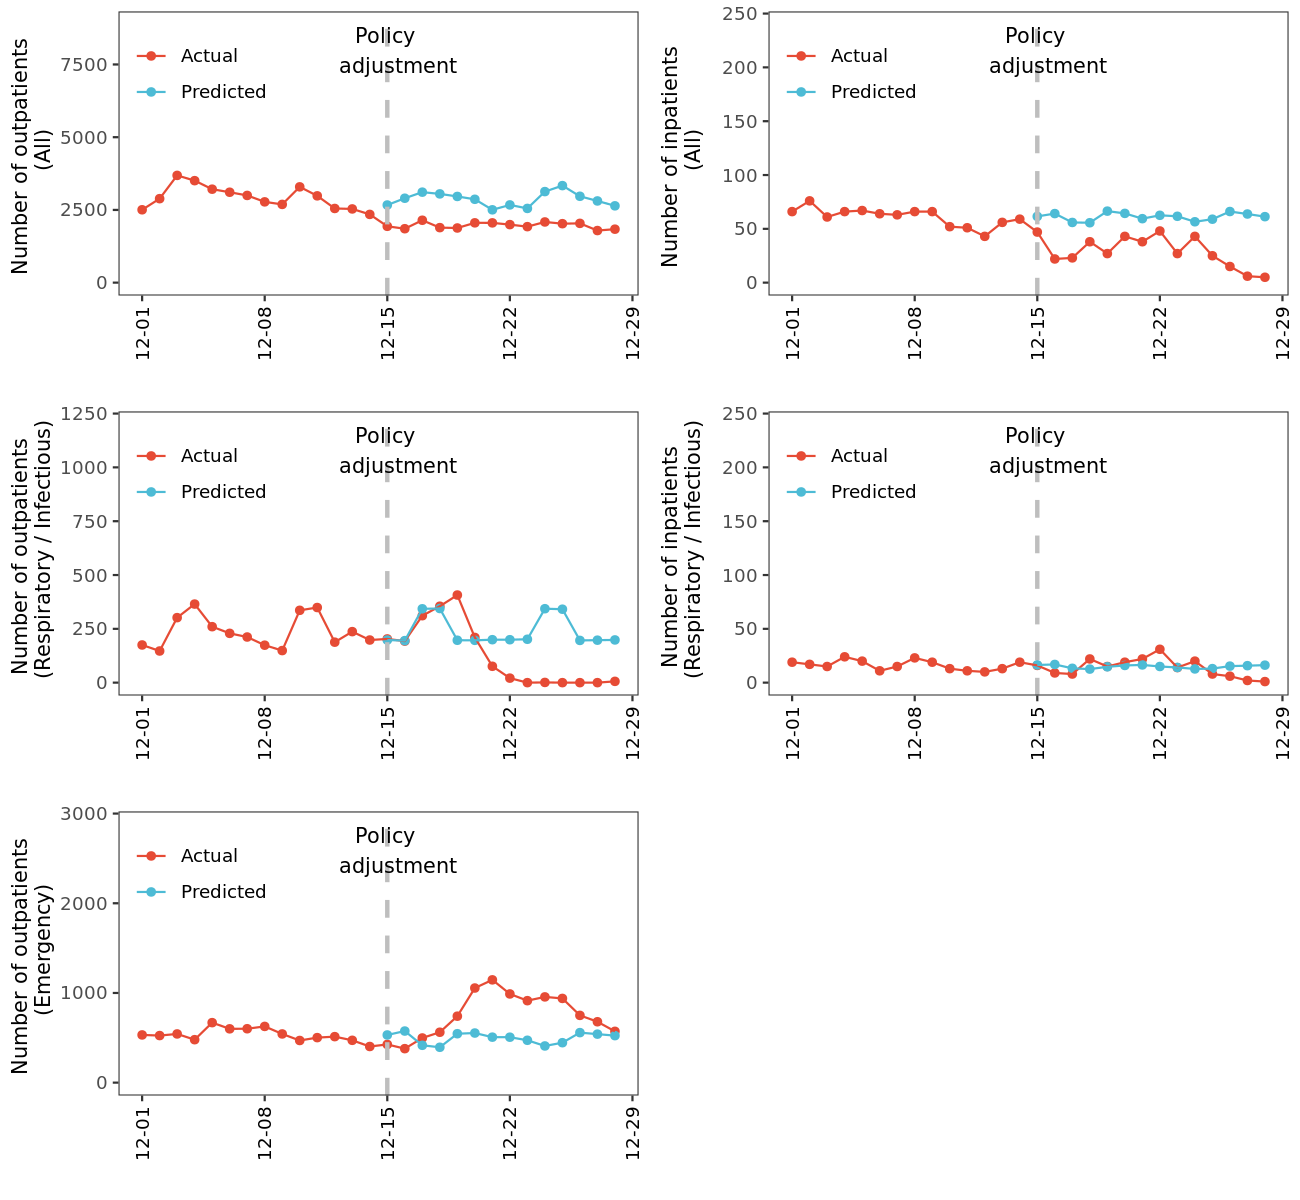 Number of outpatients
(All)
7500
5000
2500
0
Actual
Predicted
Policy
adjustment
12-01
12-08
12-15
12-22
12-29
Number of inpatients
(All)
250
200
150
100
50
0
Actual
Predicted
Policy
adjustment
12-01
12-08
12-15
12-22
12-29
Number of outpatients
(Respiratory / Infectious)
1250
1000
750
500
250
0
Actual
Predicted
Policy
adjustment
12-01
12-08
12-15
12-22
12-29
Number of inpatients
(Respiratory / Infectious)
250
200
150
100
50
0
Actual
Predicted
Policy
adjustment
12-01
12-08
12-15
12-22
12-29
Number of outpatients
(Emergency)
3000
2000
1000
0
Actual
Predicted
Policy
adjustment
12-01
12-08
12-15
12-22
12-29